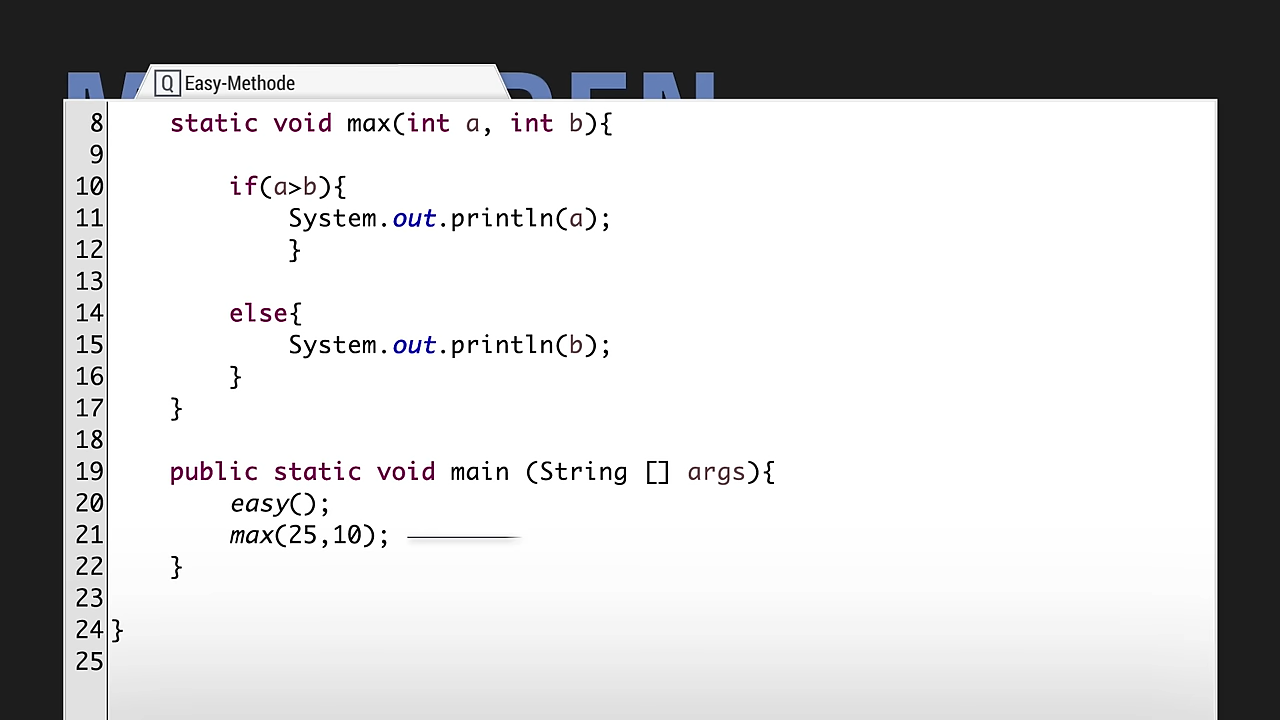 Q Easy-Methode
8 static void max(int a, int b){
9
10 if(a>b){
11 System.out.println(a);
12 }
13
14 else{
15 System.out.println(b);
16 }
17 }
18
19 public static void main (String [] args){
20 easy();
21 max(25,10);
22 }
23
24 }
25